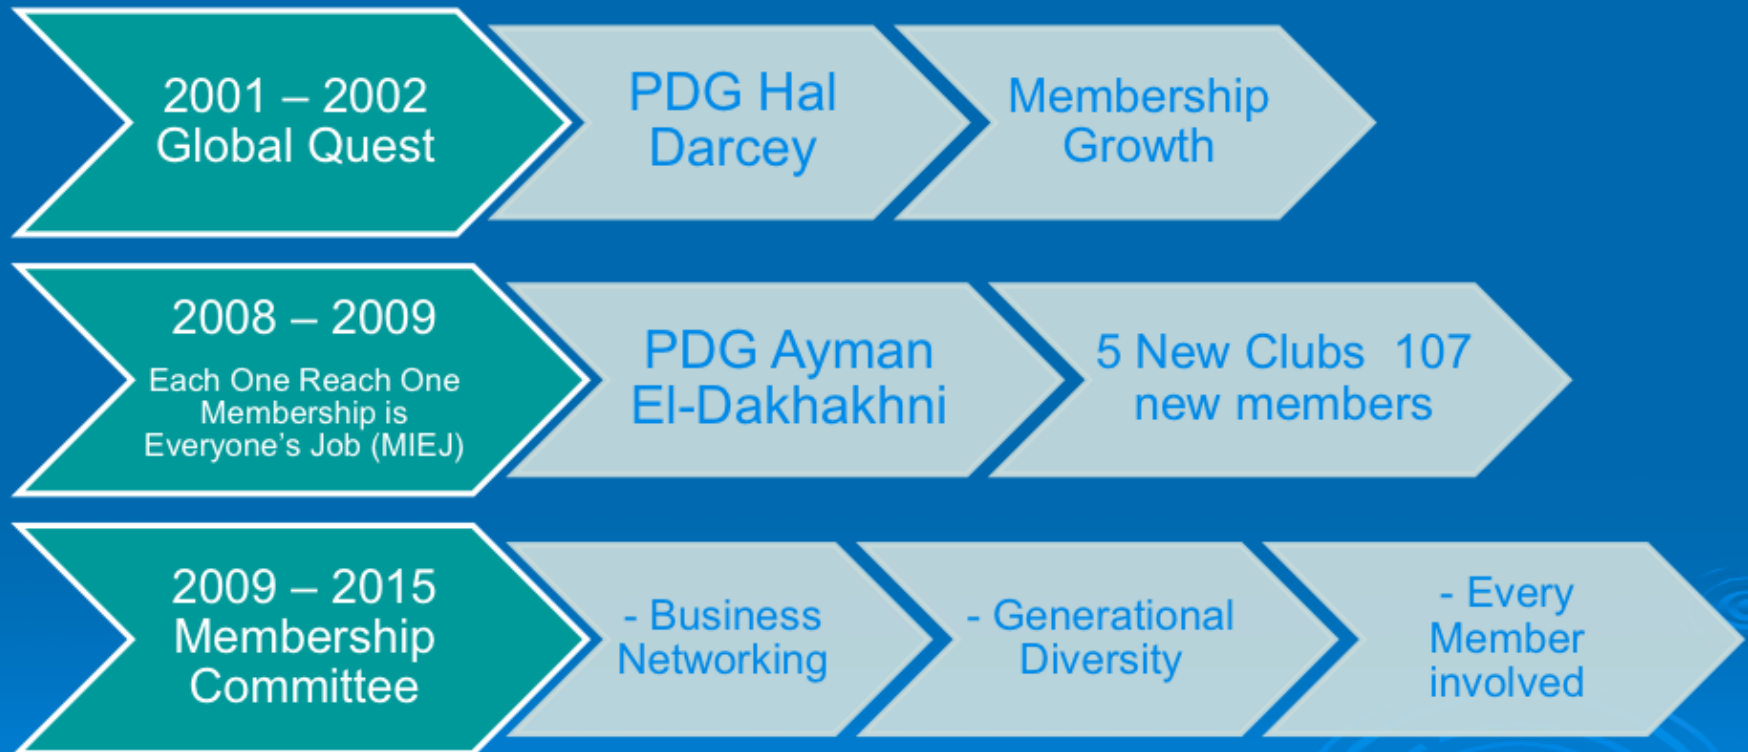 2001 – 2002
Global Quest
PDG Hal
Darcey
Membership
Growth
2008 – 2009
Each One Reach One
Membership is
Everyone’s Job (MIEJ)
PDG Ayman
El-Dakhakhni
5 New Clubs  107
new members
2009 – 2015
Membership
Committee
- Business
Networking
- Generational
Diversity
- Every
Member
involved